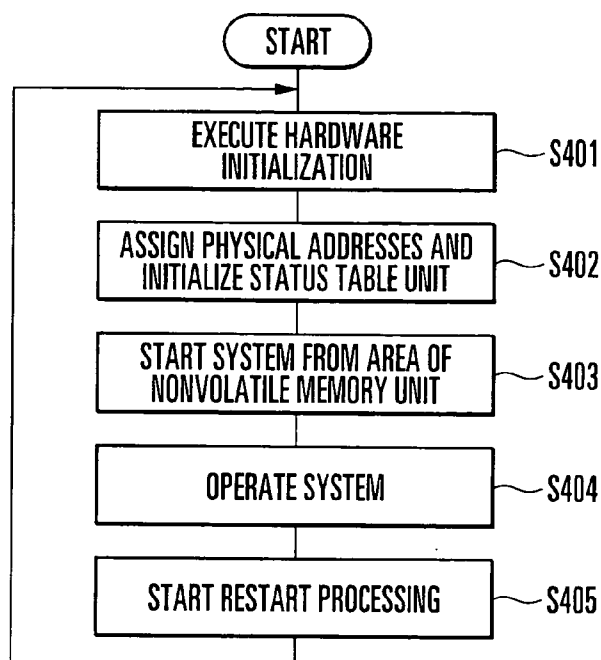 START
EXECUTE HARDWARE
INITIALIZATION
S401
ASSIGN PHYSICAL ADDRESSES AND
INITIALIZE STATUS TABLE UNIT
S402
START SYSTEM FROM AREA OF
NONVOLATILE MEMORY UNIT
S403
OPERATE SYSTEM
S404
START RESTART PROCESSING
S405